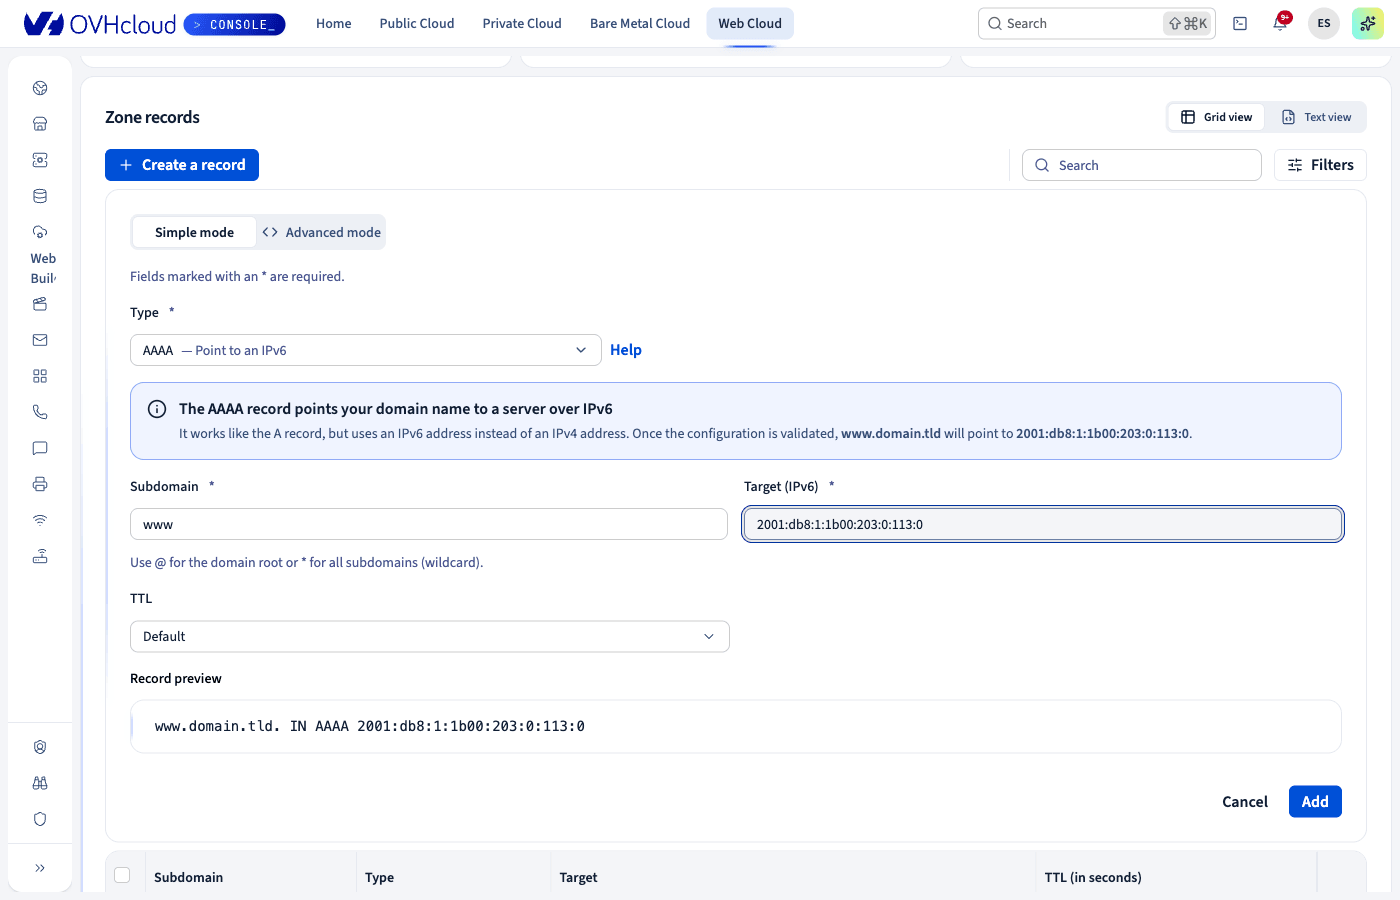 OVHcloud
> CONSOLE_
Home
Public Cloud
Private Cloud
Bare Metal Cloud
Web Cloud
Search
⇧⌘K
9+
ES
Web
Zone records
Grid view
Text view
+ Create a record
Search
Filters
Simple mode
<> Advanced mode
Fields marked with an * are required.
Type *
AAAA — Point to an IPv6
Help
The AAAA record points your domain name to a server over IPv6
It works like the A record, but uses an IPv6 address instead of an IPv4 address. Once the configuration is validated, www.domain.tld will point to 2001:db8:1:1b00:203:0:113:0.
Subdomain *
Target (IPv6) *
www
2001:db8:1:1b00:203:0:113:0
Use @ for the domain root or * for all subdomains (wildcard).
TTL
Default
Record preview
www.domain.tld. IN AAAA 2001:db8:1:1b00:203:0:113:0
Cancel
Add
Subdomain
Type
Target
TTL (in seconds)